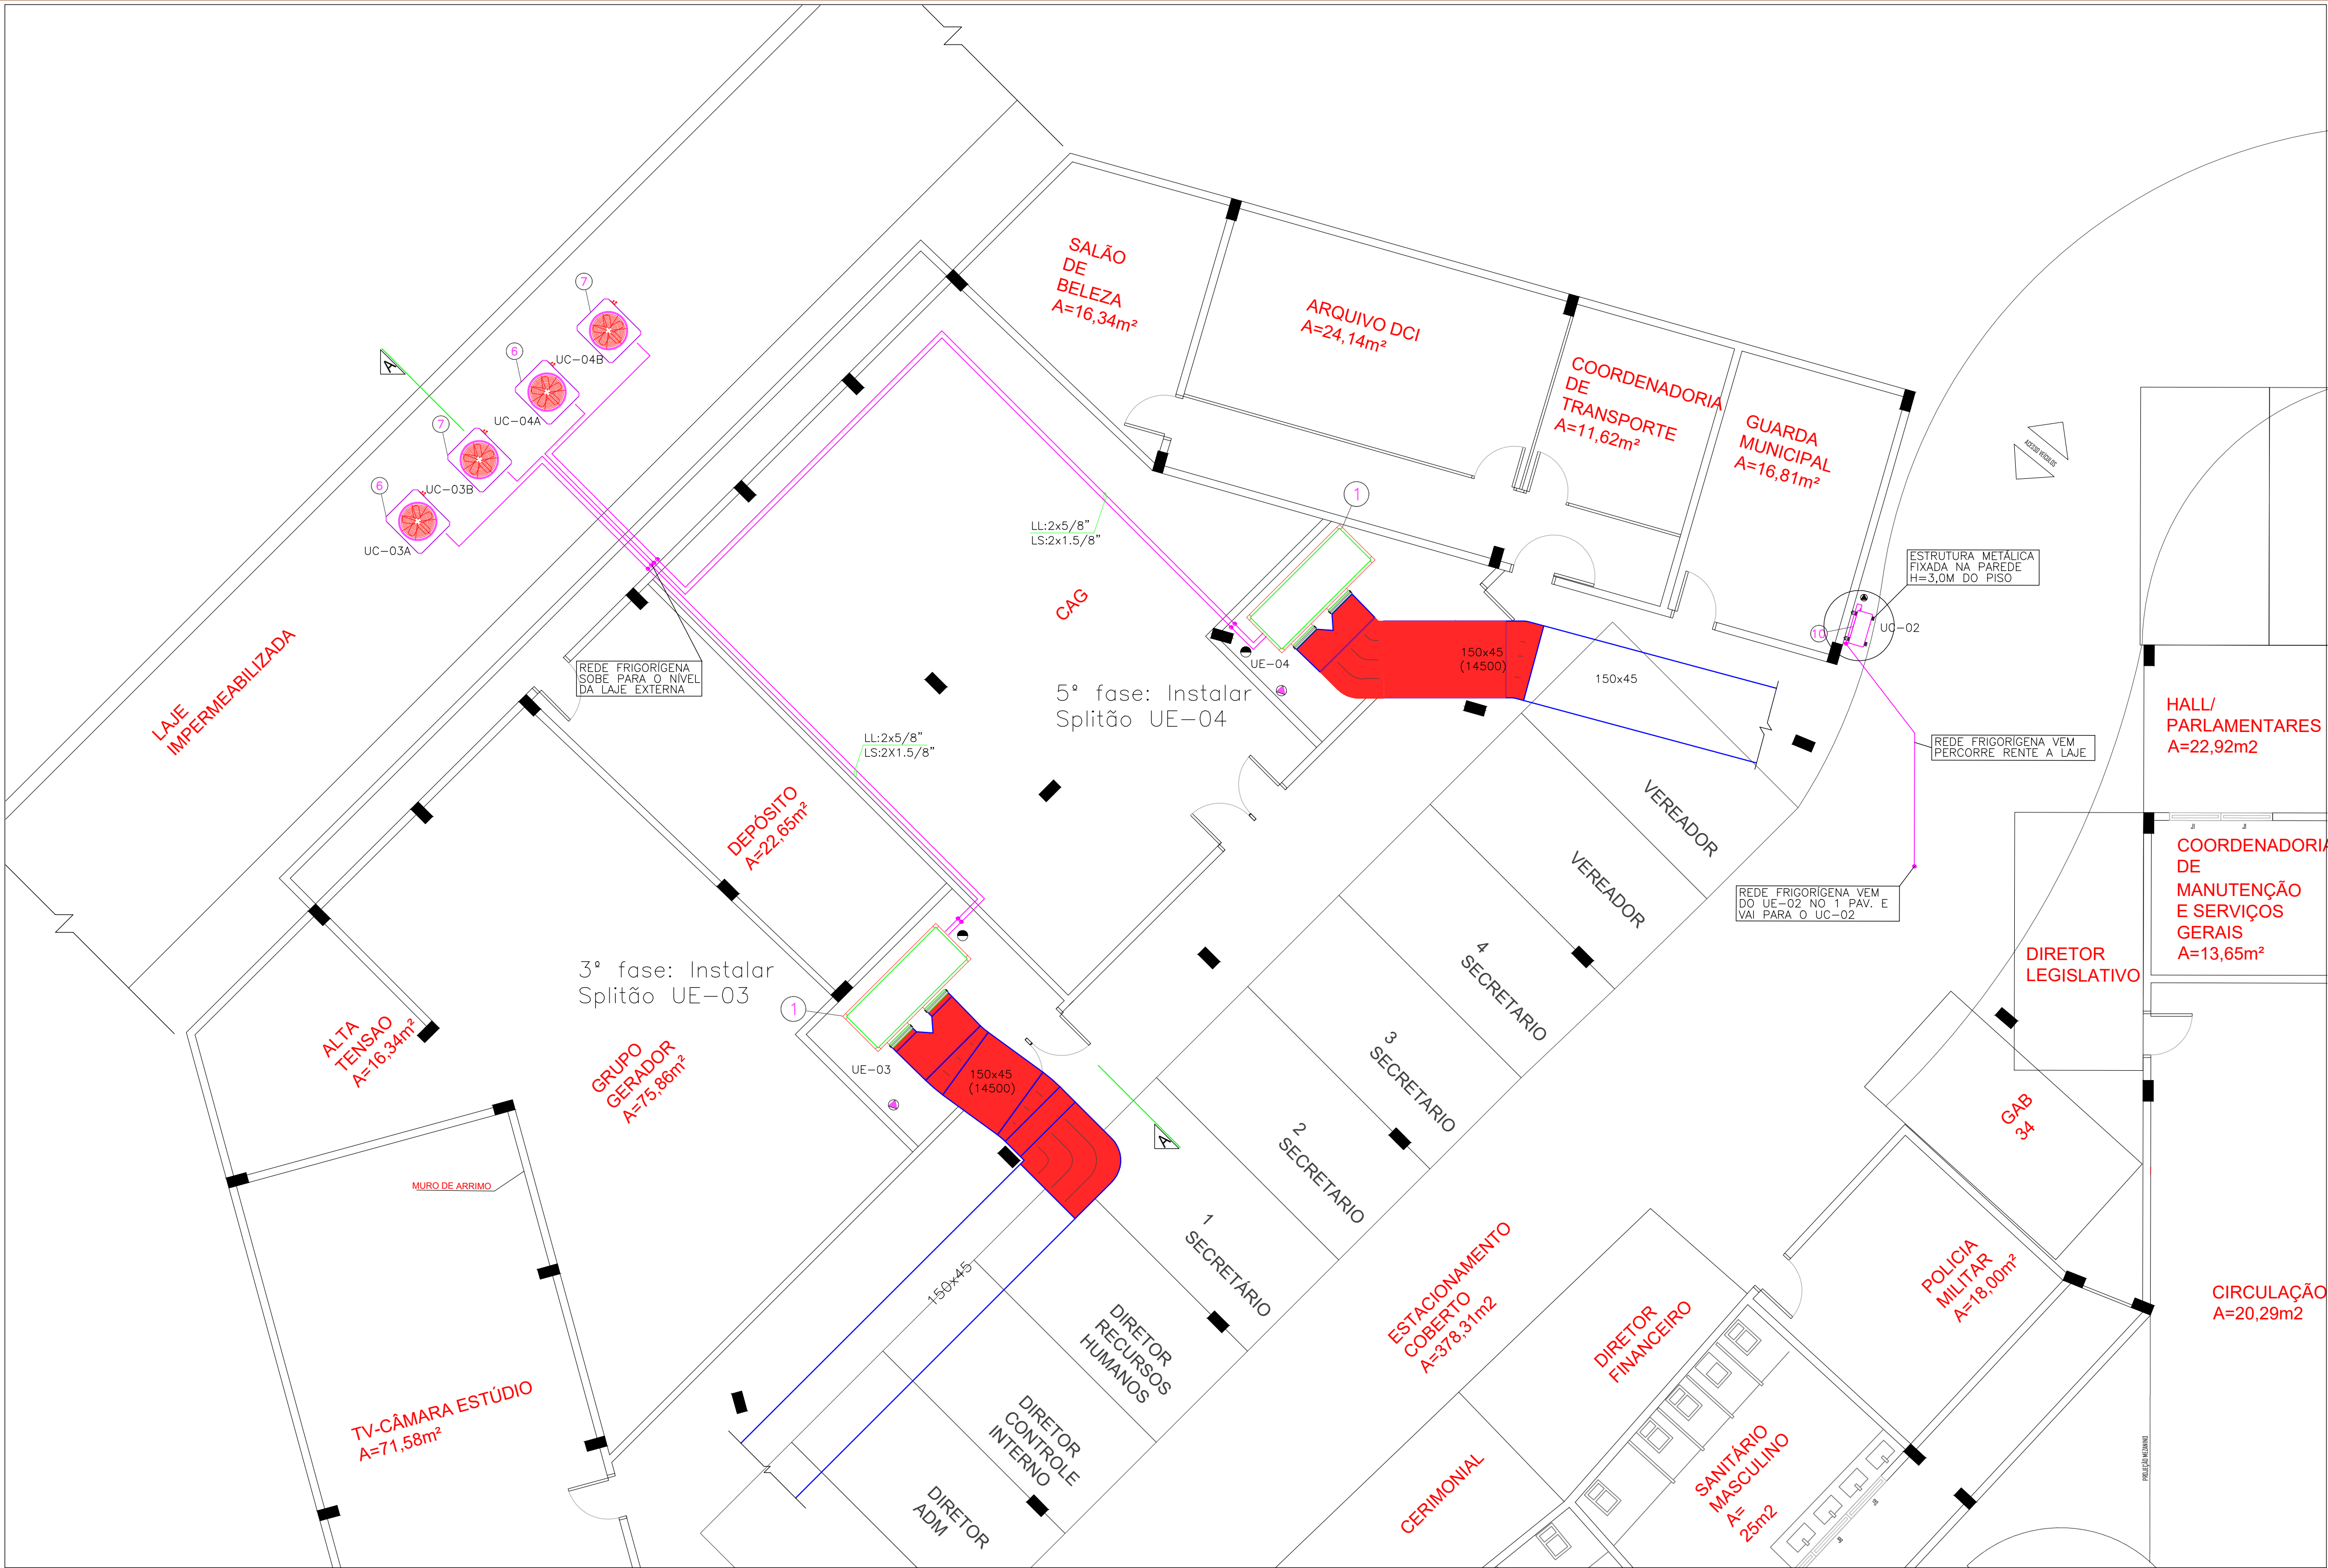 SALÃO
DE
BELEZA
A=16,34m²
ARQUIVO DCI
A=24,14m²
COORDENADORIA
DE
TRANSPORTE
A=11,62m²
GUARDA
MUNICIPAL
A=16,81m²
ACESSO VEÍCULOS
7
6
7
6
UC-04B
UC-04A
UC-03B
UC-03A
A
LL:2x5/8"
LS:2x1.5/8"
1
ESTRUTURA METÁLICA
FIXADA NA PAREDE
H=3,0M DO PISO
10
UC-02
CAG
LAJE
IMPERMEABILIZADA
REDE FRIGORÍGENA
SOBE PARA O NÍVEL
DA LAJE EXTERNA
UE-04
150x45
(14500)
150x45
5ª fase: Instalar
Splitão UE-04
LL:2x5/8"
LS:2X1.5/8"
REDE FRIGORÍGENA VEM
PERCORRE RENTE A LAJE
HALL/
PARLAMENTARES
A=22,92m2
DEPÓSITO
A=22,65m²
VEREADOR
VEREADOR
REDE FRIGORÍGENA VEM
DO UE-02 NO 1 PAV. E
VAI PARA O UC-02
COORDENADORIA
DE
MANUTENÇÃO
E SERVIÇOS
GERAIS
A=13,65m²
DIRETOR
LEGISLATIVO
3ª fase: Instalar
Splitão UE-03
1
4
SECRETARIO
3
SECRETARIO
2
SECRETARIO
1
SECRETÁRIO
ALTA
TENSAO
A=16,34m²
GRUPO
GERADOR
A=75,86m²
UE-03
150x45
(14500)
A
GAB
34
MURO DE ARRIMO
150x45
ESTACIONAMENTO
COBERTO
A=378,31m2
POLICIA
MILITAR
A=18,00m²
CIRCULAÇÃO
A=20,29m2
DIRETOR
RECURSOS
HUMANOS
DIRETOR
FINANCEIRO
TV-CÂMARA ESTÚDIO
A=71,58m²
DIRETOR
CONTROLE
INTERNO
DIRETOR
ADM
CERIMONIAL
SANITÁRIO
MASCULINO
A=
25m2
PROJEÇÃO MEZANINO